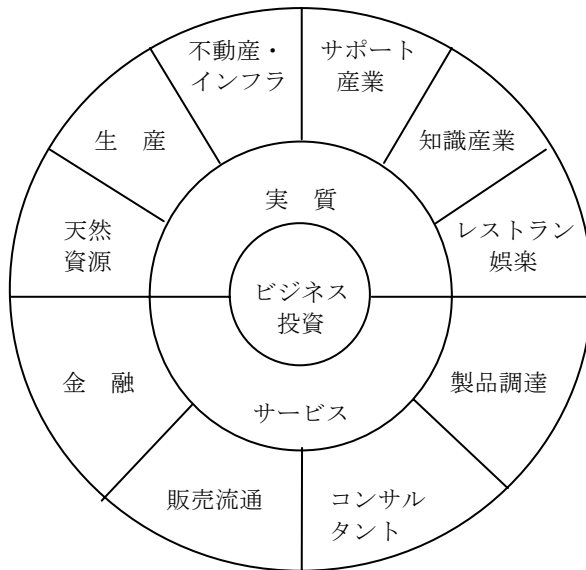 不動産・
インフラ
サポート
産業
生　産
知識産業
実　質
天然
資源
レストラン
娯楽
ビジネス
投資
金　融
製品調達
サービス
販売流通
コンサル
タント